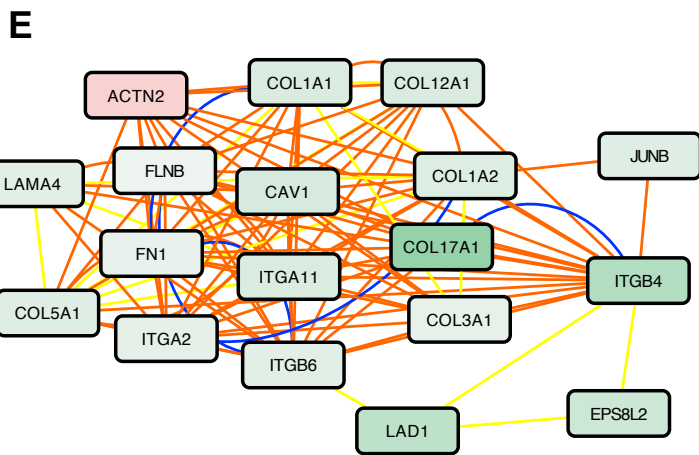 E
COL1A1
COL12A1
ACTN2
JUNB
FLNB
LAMA4
COL1A2
CAV1
COL17A1
FN1
ITGA11
ITGB4
COL5A1
COL3A1
ITGA2
ITGB6
EPS8L2
LAD1